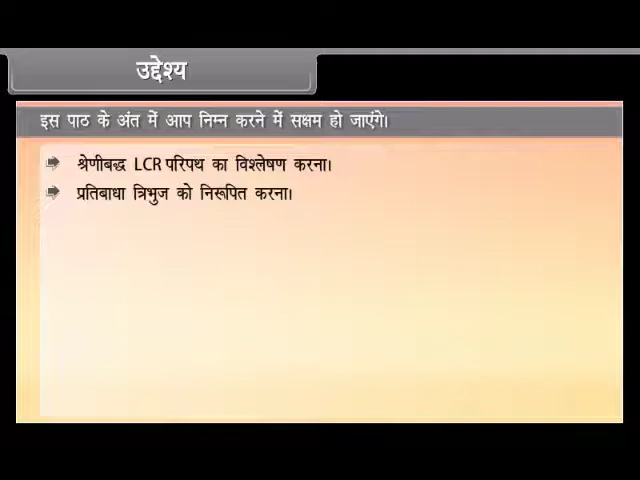 उद्देश्य
इस पाठ के अंत में आप निम्न करने में सक्षम हो जाएंगे।
श्रेणीबद्ध LCR परिपथ का विश्लेषण करना।
प्रतिबाधा त्रिभुज को निरूपित करना।